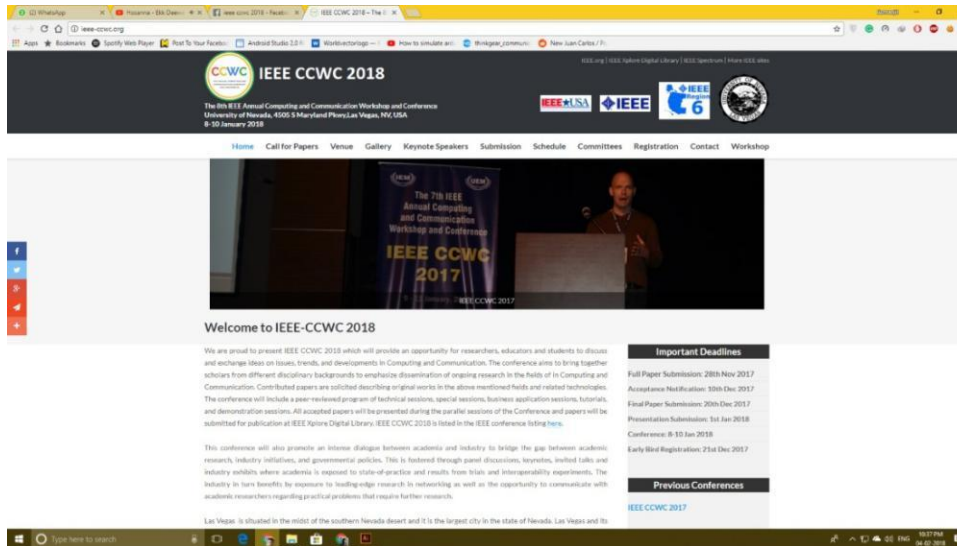 (2) WhatsApp
ieee ccwc 2018 - Facebo
IEEE CCWC 2018 – The 8
ieee-ccwc.org
Apps
Bookmarks
Spotify Web Player
Post To Your Facebo
Android Studio 2.0
Worldvectorlogo —
How to simulate
thinkgear_commun
New Juan Carlos / P
CCWC
IEEE CCWC 2018
IEEE.org | IEEE Xplore Digital Library | IEEE Spectrum | More IEEE sites
The 8th IEEE Annual Computing and Communication Workshop and Conference
University of Nevada, 4505 S Maryland Pkwy,Las Vegas, NV, USA
8-10 January 2018
IEEE★USA
IEEE
IEEE
Region
6
Home Call for Papers Venue Gallery Keynote Speakers Submission Schedule Committees Registration Contact Workshop
The 7th IEEE
Annual Computing
and Communication
Workshop and Conference
IEEE CCWC
2017
IEEE CCWC 2017
Welcome to IEEE-CCWC 2018
We are proud to present IEEE CCWC 2018 which will provide an opportunity for researchers, educators and students to discuss
and exchange ideas on issues, trends, and developments in Computing and Communication. The conference aims to bring together
scholars from different disciplinary backgrounds to emphasize dissemination of ongoing research in the fields of in Computing and
Communication. Contributed papers are solicited describing original works in the above mentioned fields and related technologies.
The conference will include a peer-reviewed program of technical sessions, special sessions, business application sessions, tutorials,
and demonstration sessions. All accepted papers will be presented during the parallel sessions of the Conference and papers will be
submitted for publication at IEEE Xplore Digital Library. IEEE CCWC 2018 is listed in the IEEE conference listing here.
This conference will also promote an intense dialogue between academia and industry to bridge the gap between academic
research, industry initiatives, and governmental policies. This is fostered through panel discussions, keynotes, invited talks and
industry exhibits where academia is exposed to state-of-practice and results from trials and interoperability experiments. The
industry in turn benefits by exposure to leading-edge research in networking as well as the opportunity to communicate with
academic researchers regarding practical problems that require further research.
Las Vegas is situated in the midst of the southern Nevada desert and it is the largest city in the state of Nevada. Las Vegas and its
Important Deadlines
Full Paper Submission: 28th Nov 2017
Acceptance Notification: 10th Dec 2017
Final Paper Submission: 20th Dec 2017
Presentation Submission: 1st Jan 2018
Conference: 8-10 Jan 2018
Early Bird Registration: 21st Dec 2017
Previous Conferences
IEEE CCWC 2017
Type here to search
ENG
10:37 PM
04-02-2018